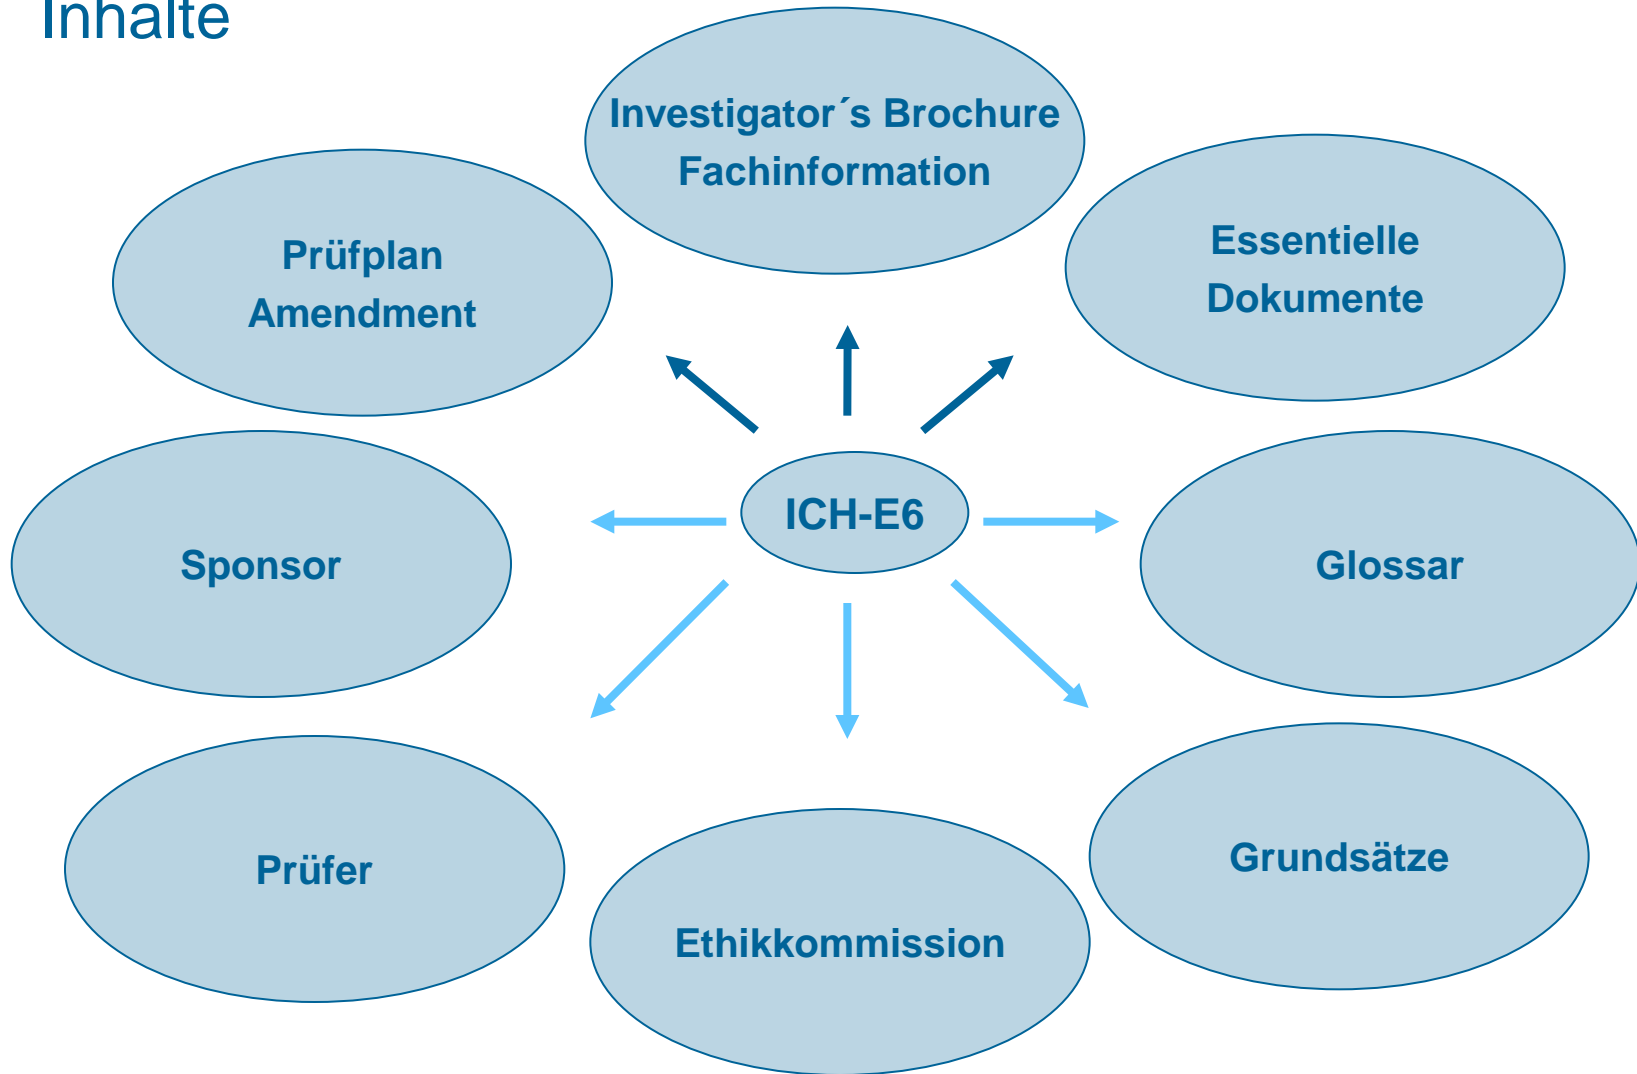 Inhalte
Investigator´s Brochure
Fachinformation
Prüfplan
Amendment
Essentielle
Dokumente
ICH-E6
Sponsor
Glossar
Prüfer
Grundsätze
Ethikkommission